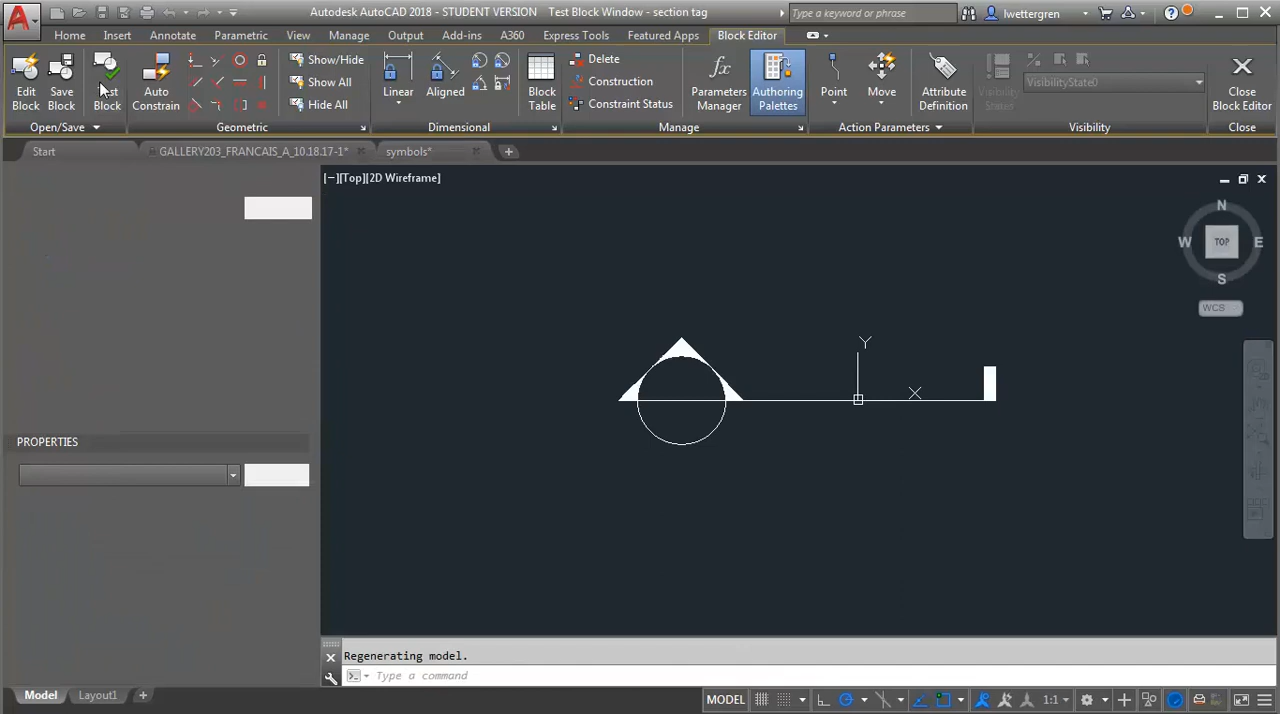 Autodesk AutoCAD 2018 - STUDENT VERSION Test Block Window - section tag
Type a keyword or phrase
lwettergren
Home Insert Annotate Parametric View Manage Output Add-ins A360 Express Tools Featured Apps Block Editor
Edit Block
Save Block
Block
Auto Constrain
Show/Hide
Show All
Hide All
Linear
Aligned
Block Table
Delete
Construction
Constraint Status
fx
Parameters Manager
Authoring Palettes
Point
Move
Attribute Definition
Visibility States
VisibilityState0
Close Block Editor
Open/Save
Geometric
Dimensional
Manage
Action Parameters
Visibility
Close
Start
GALLERY203_FRANCAIS_A_10.18.17-1*
symbols*
[−][Top][2D Wireframe]
N
W TOP E
S
WCS
Y
X
PROPERTIES
Regenerating model.
Type a command
Model Layout1
MODEL
1:1